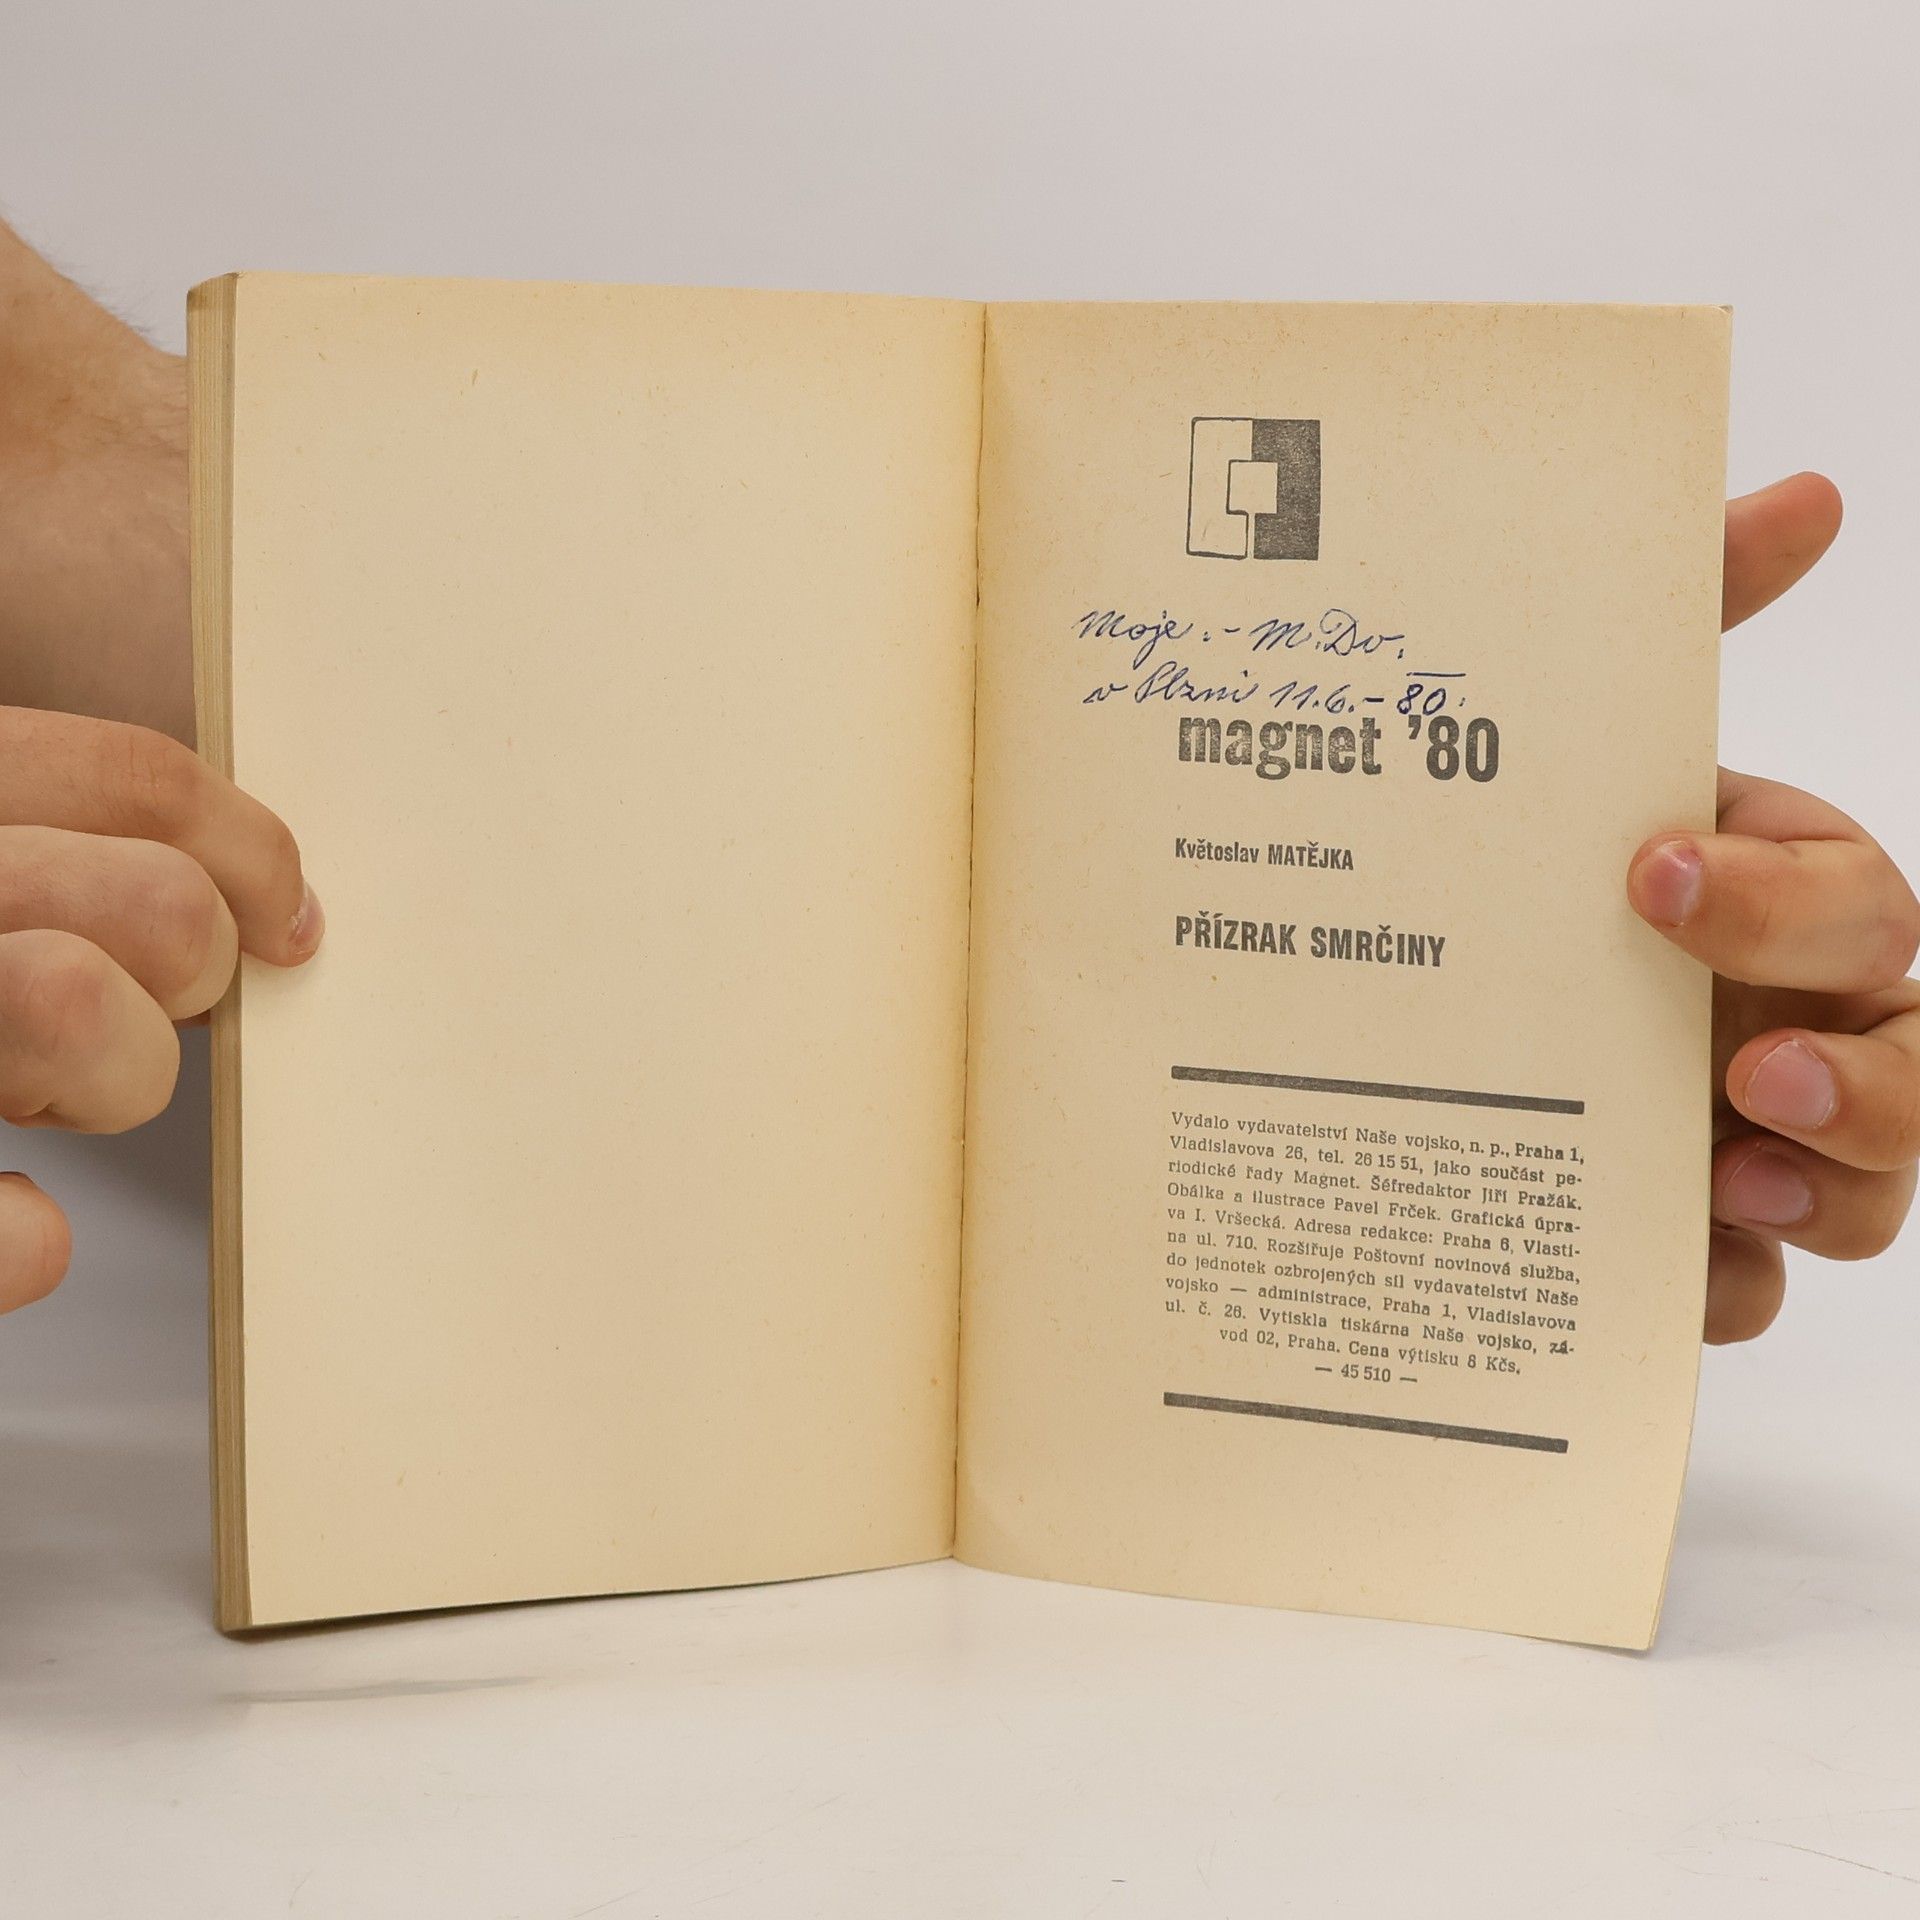 Moje :- M.Dv.
v Plzni 11.6.-80.
magnet ’80
Květoslav MATĚJKA
PŘÍZRAK SMRČINY
Vydalo vydavatelství Naše vojsko, n. p., Praha 1,
Vladislavova 26, tel. 26 15 51, jako součást pe-
riodické řady Magnet. Šéfredaktor Jiří Pražák.
Obálka a ilustrace Pavel Frček. Grafická úpra-
va I. Vršecká. Adresa redakce: Praha 6, Vlasti-
na ul. 710. Rozšiřuje Poštovní novinová služba,
do jednotek ozbrojených sil vydavatelství Naše
vojsko — administrace, Praha 1, Vladislavova
ul. č. 26. Vytiskla tiskárna Naše vojsko, zá-
vod 02, Praha. Cena výtisku 8 Kčs.
— 45 510 —